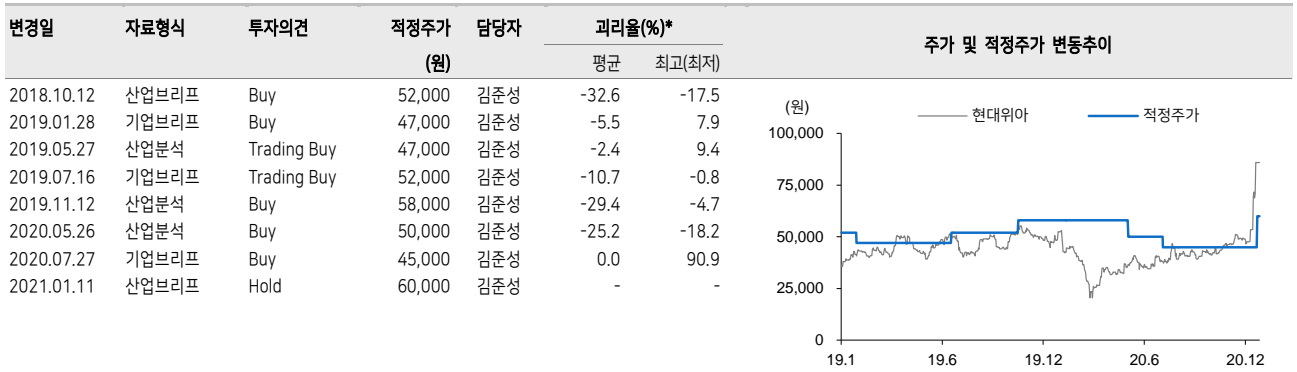 변경일 자료형식 투자의견 적정주가 담당자 괴리율(%)* 주가 및 적정주가 변동추이
(원) 평균 최고(최저)
2018.10.12 산업브리프 Buy 52,000 김준성 -32.6 -17.5
2019.01.28 기업브리프 Buy 47,000 김준성 -5.5 7.9
2019.05.27 산업분석 Trading Buy 47,000 김준성 -2.4 9.4
2019.07.16 기업브리프 Trading Buy 52,000 김준성 -10.7 -0.8
2019.11.12 산업분석 Buy 58,000 김준성 -29.4 -4.7
2020.05.26 산업분석 Buy 50,000 김준성 -25.2 -18.2
2020.07.27 기업브리프 Buy 45,000 김준성 0.0 90.9
2021.01.11 산업브리프 Hold 60,000 김준성 - -
(원) 현대위아 적정주가
100,000
75,000
50,000
25,000
0
19.1 19.6 19.12 20.6 20.12